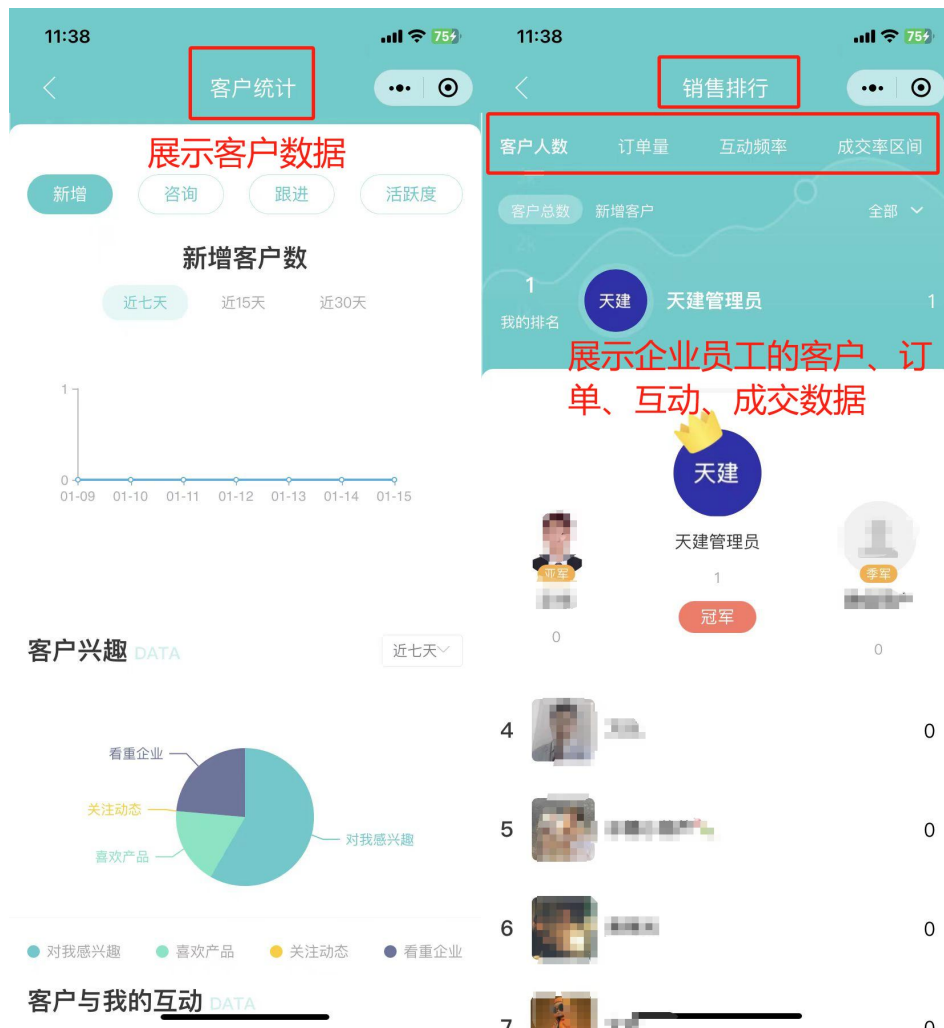 11:38
75
客户统计
展示客户数据
新增 咨询 跟进 活跃度
新增客户数
近七天 近15天 近30天
1
0
01-09 01-10 01-11 01-12 01-13 01-14 01-15
客户兴趣 DATA
近七天
看重企业
关注动态
喜欢产品
对我感兴趣
对我感兴趣 喜欢产品 关注动态 看重企业
客户与我的互动 DATA
11:38
75
销售排行
客户人数 订单量 互动频率 成交率区间
客户总数 新增客户 全部
1
我的排名
天建
天建管理员
1
展示企业员工的客户、订
单、互动、成交数据
天建
天建管理员
亚军
1
季军
冠军
0
0
4 0
5 0
6 0
7 0